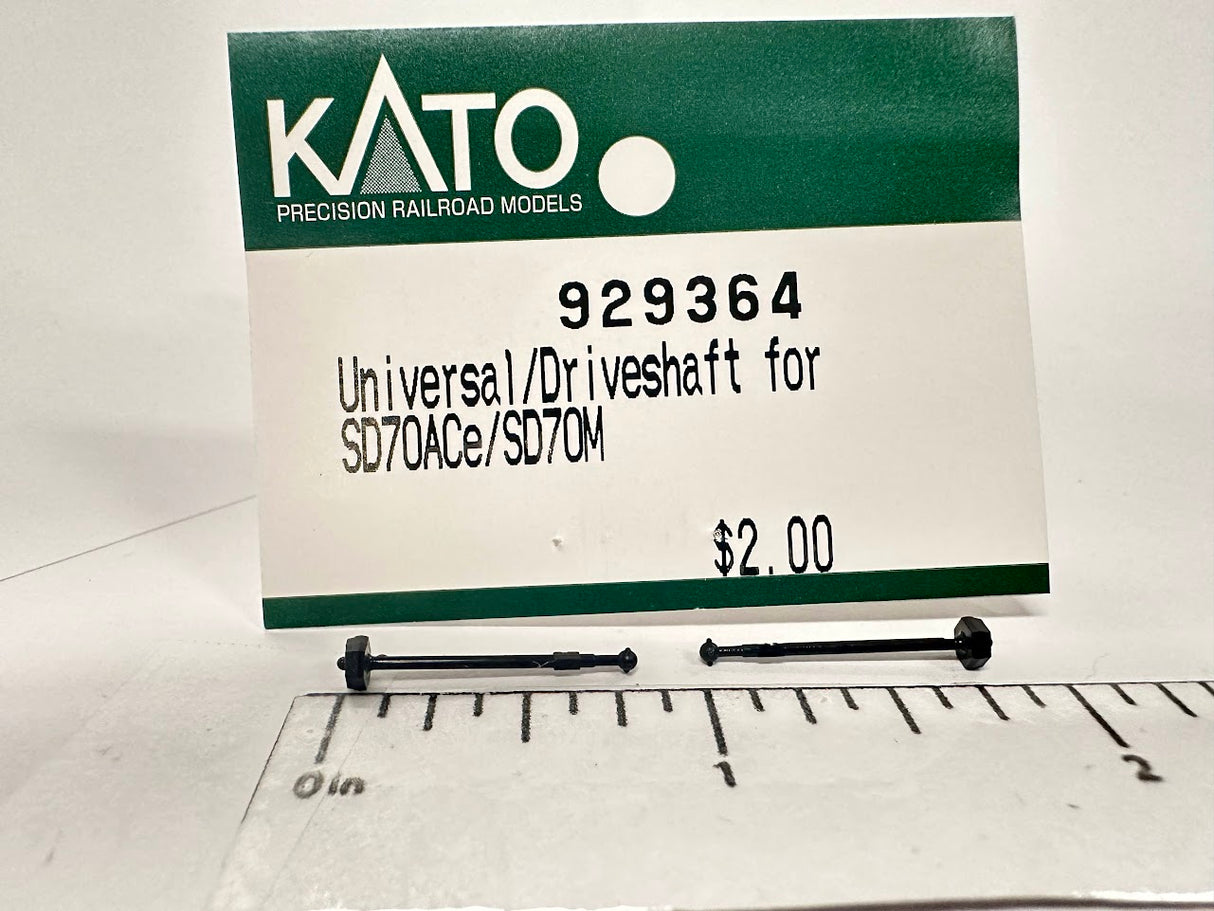 KATO
PRECISION RAILROAD MODELS
929364
Universal/Driveshaft for
SD70ACe/SD70M
$2.00
0in 1 2